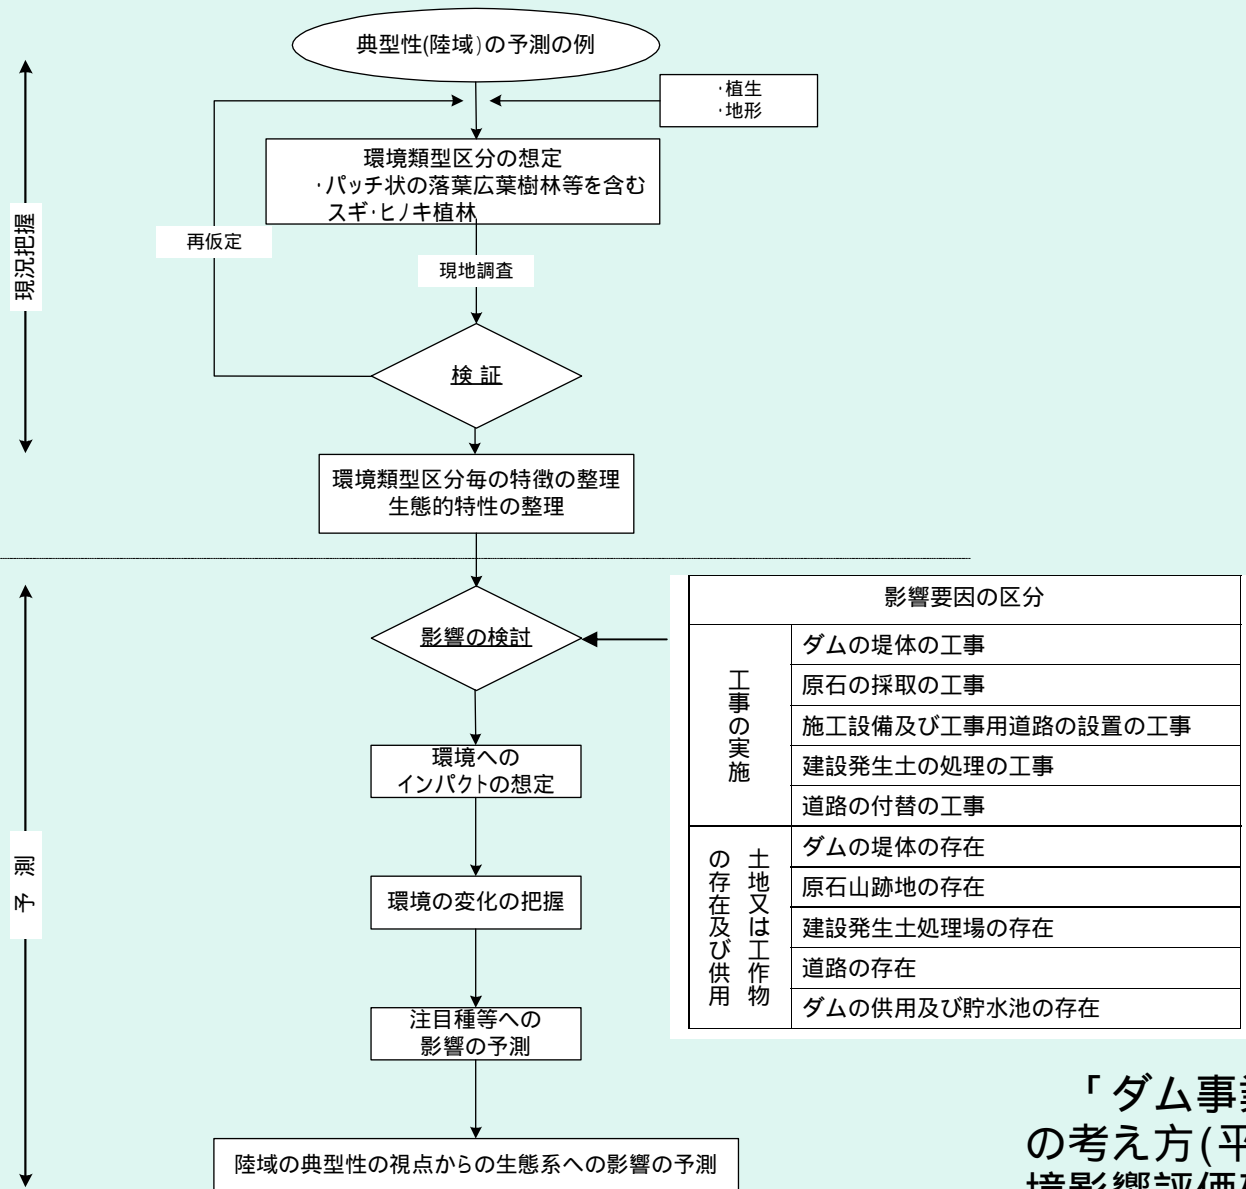 典型性(陸域)の予測の例
・植生
・地形
環境類型区分の想定
・パッチ状の落葉広葉樹林等を含む
スギ・ヒノキ植林
再仮定
現地調査
現況把握
検 証
環境類型区分毎の特徴の整理
生態的特性の整理
影響の検討
環境への
インパクトの想定
予 測
環境の変化の把握
注目種等への
影響の予測
陸域の典型性の視点からの生態系への影響の予測
影響要因の区分
工事の実施
ダムの堤体の工事
原石の採取の工事
施工設備及び工事用道路の設置の工事
建設発生土の処理の工事
道路の付替の工事
土地又は工作物
の存在及び供用
ダムの堤体の存在
原石山跡地の存在
建設発生土処理場の存在
道路の存在
ダムの供用及び貯水池の存在
「ダム事業
の考え方(平
境影響評価